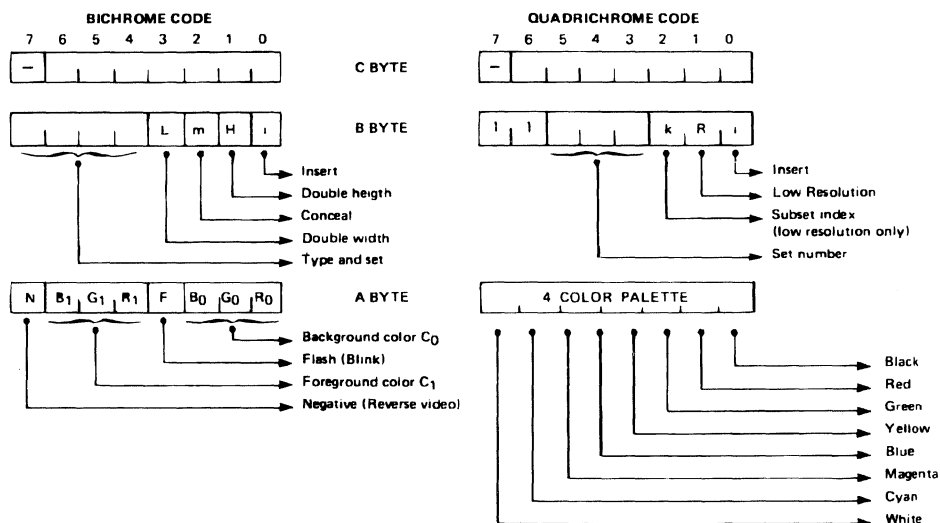 BICHROME CODE
7 6 5 4 3 2 1 0
–
C BYTE
L m H i
B BYTE
Insert
Double heigth
Conceal
Double width
Type and set
N B1 G1 R1 F B0 G0 R0
A BYTE
Background color C0
Flash (Blink)
Foreground color C1
Negative (Reverse video)
QUADRICHROME CODE
7 6 5 4 3 2 1 0
–
1 1 k R i
Insert
Low Resolution
Subset index
(low resolution only)
Set number
4 COLOR PALETTE
Black
Red
Green
Yellow
Blue
Magenta
Cyan
White